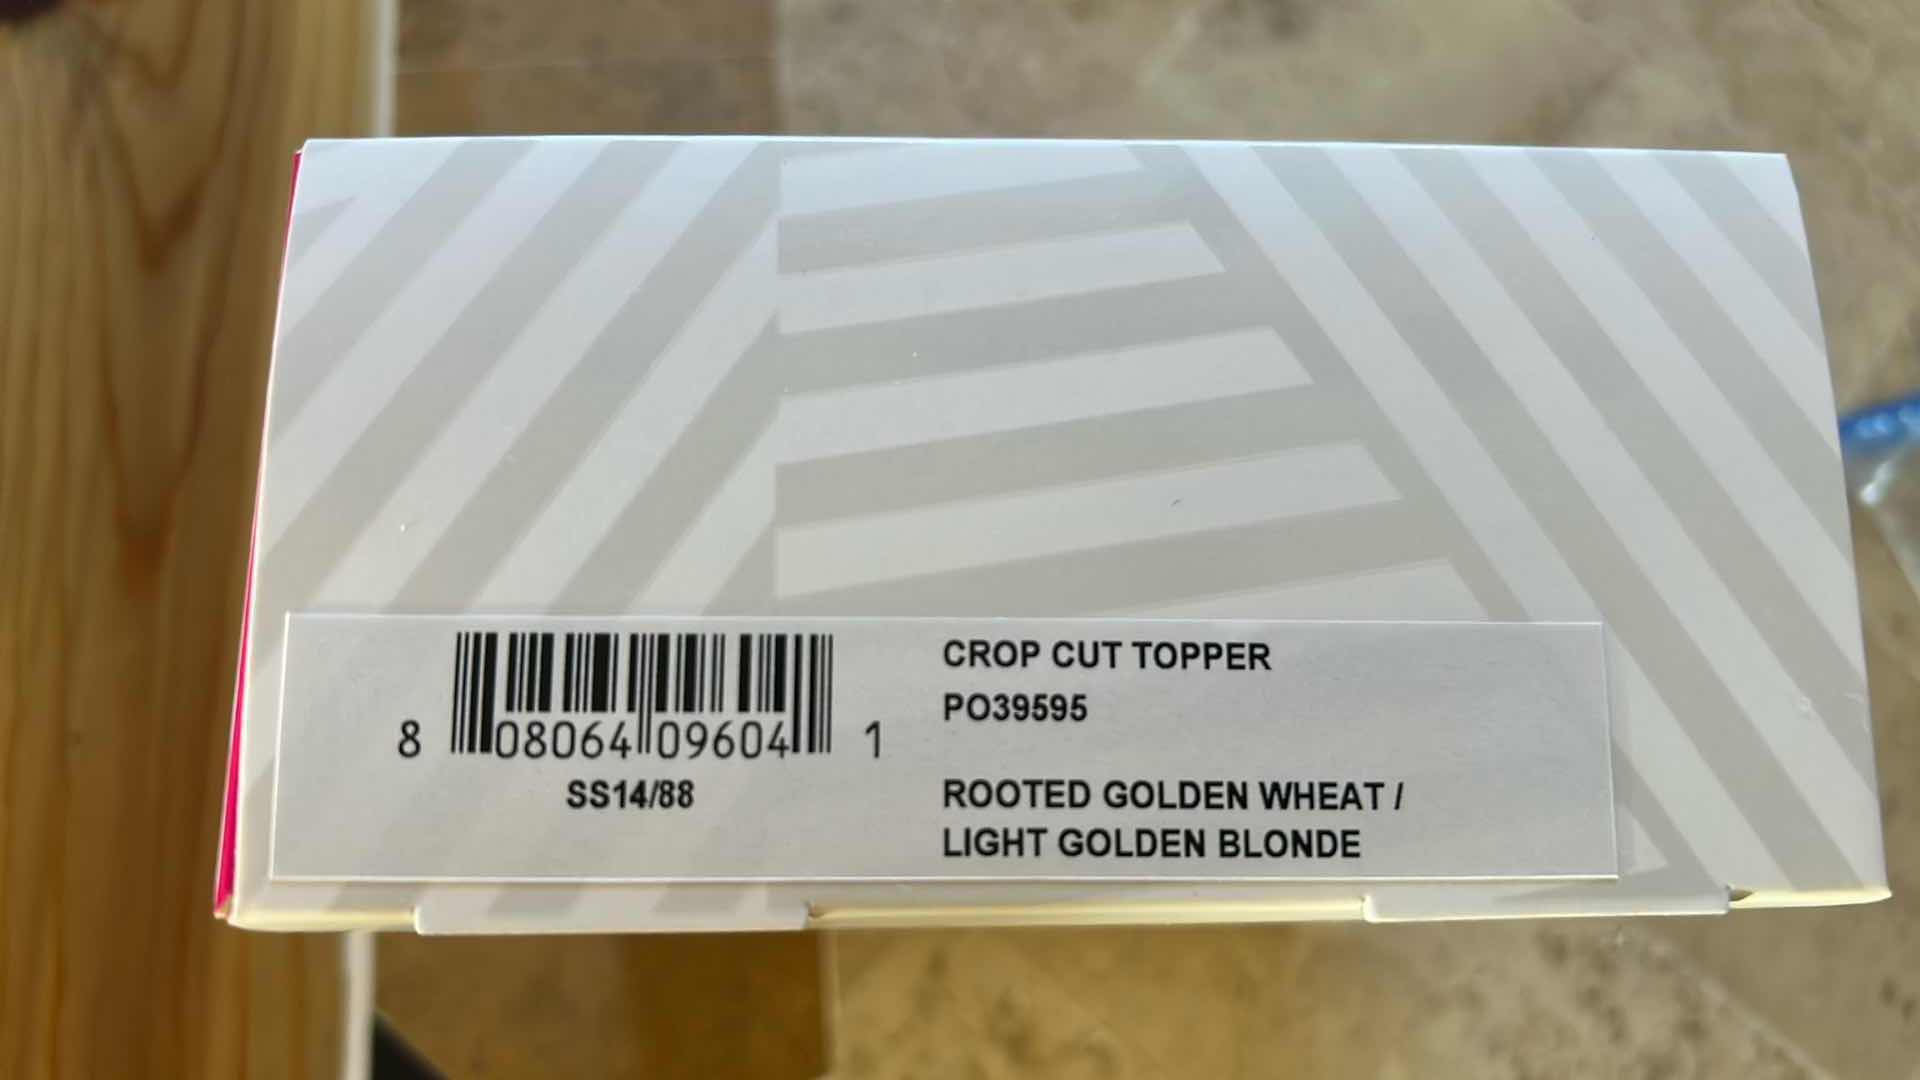 8 08064 09604 1
SS14/88
CROP CUT TOPPER
PO39595
ROOTED GOLDEN WHEAT /
LIGHT GOLDEN BLONDE